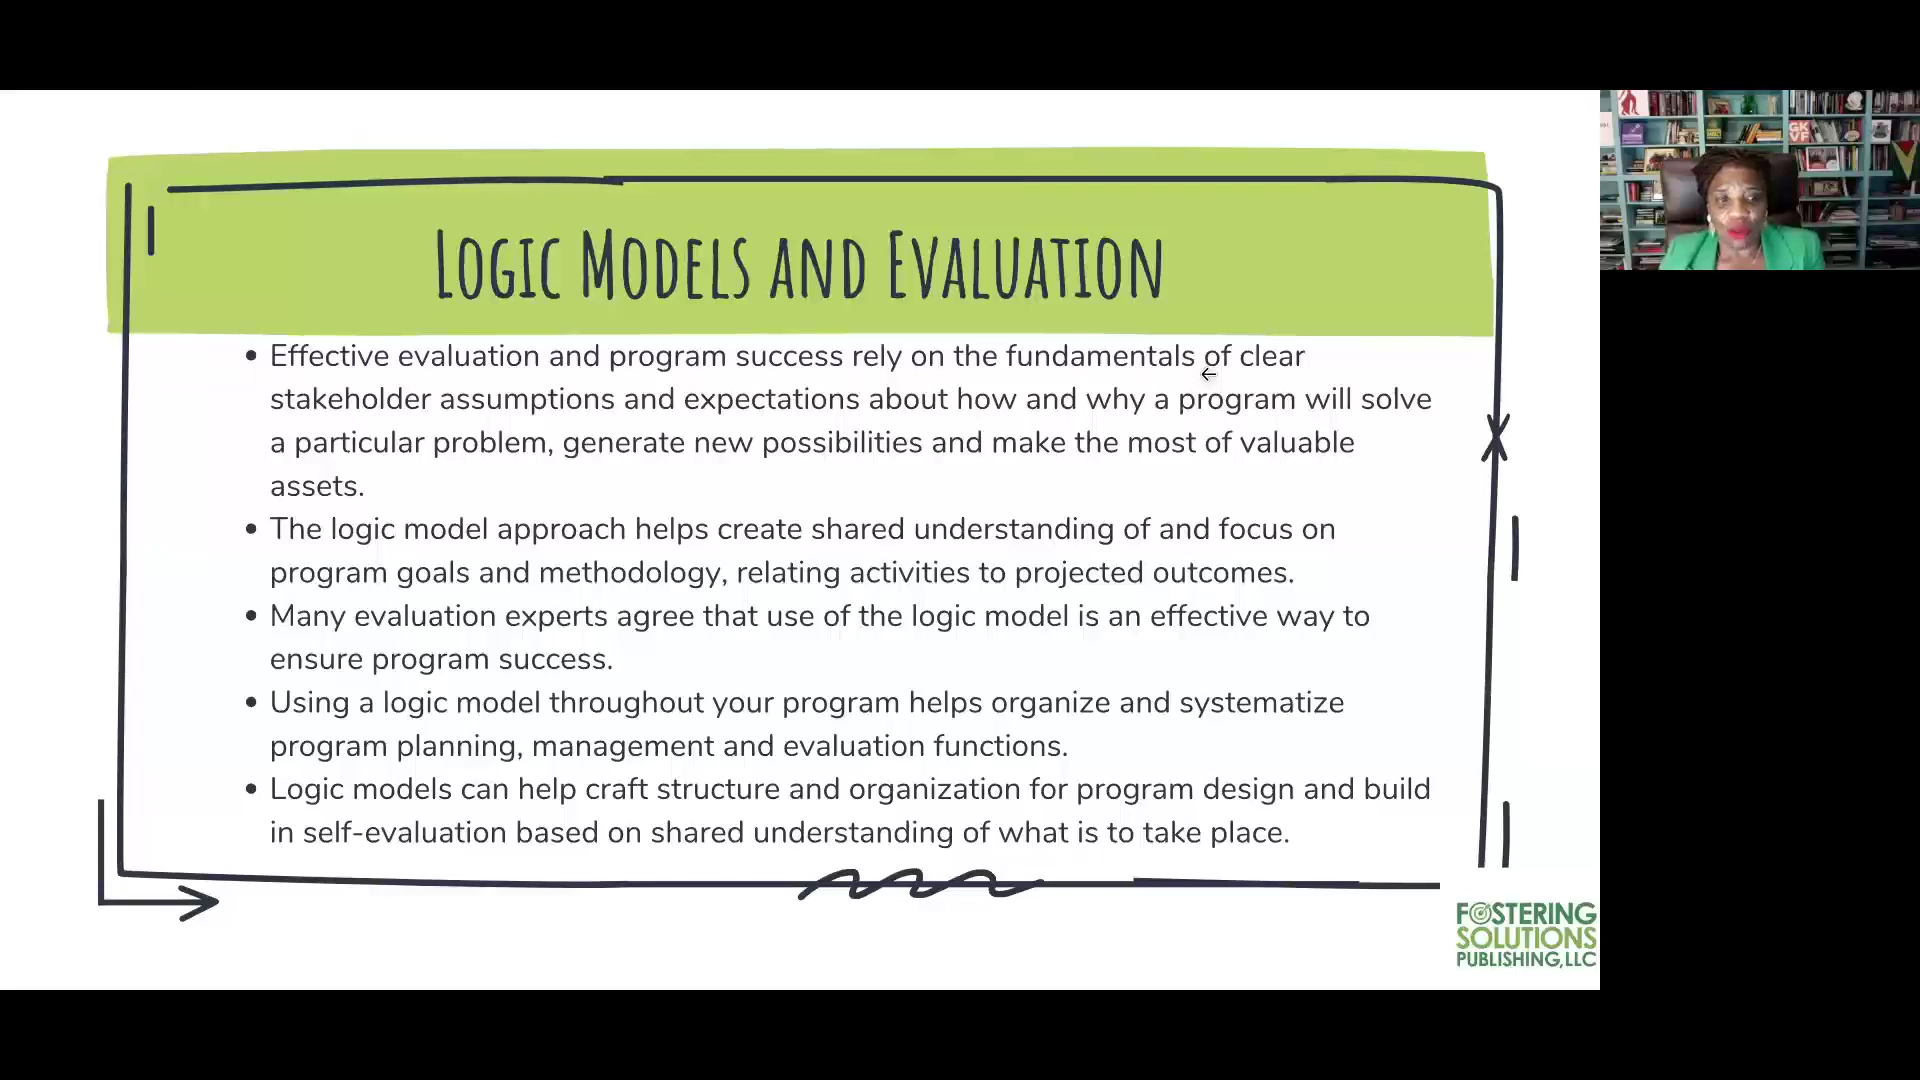 Logic Models and Evaluation
• Effective evaluation and program success rely on the fundamentals of clear
stakeholder assumptions and expectations about how and why a program will solve
a particular problem, generate new possibilities and make the most of valuable
assets.
• The logic model approach helps create shared understanding of and focus on
program goals and methodology, relating activities to projected outcomes.
• Many evaluation experts agree that use of the logic model is an effective way to
ensure program success.
• Using a logic model throughout your program helps organize and systematize
program planning, management and evaluation functions.
• Logic models can help craft structure and organization for program design and build
in self-evaluation based on shared understanding of what is to take place.
FOSTERING
SOLUTIONS
PUBLISHING, LLC
GK
VF